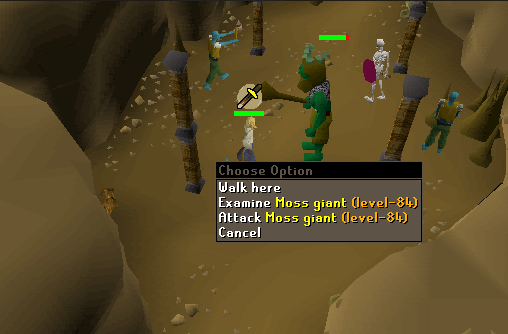 Choose Option
Walk here
Examine Moss giant (level-84)
Attack Moss giant (level-84)
Cancel